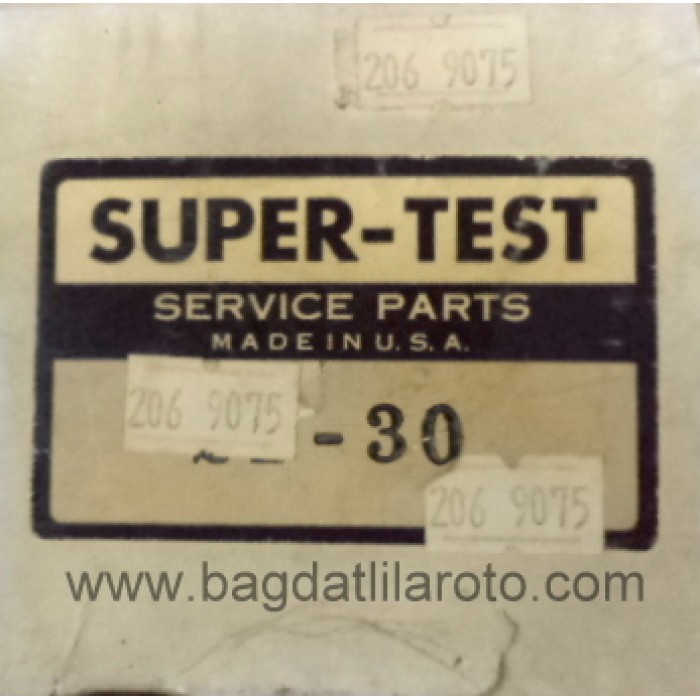 206 9075
SUPER-TEST
SERVICE PARTS
MADE IN U.S.A.
206 9075
-30
206 9075
www.bagdatlilaroto.com